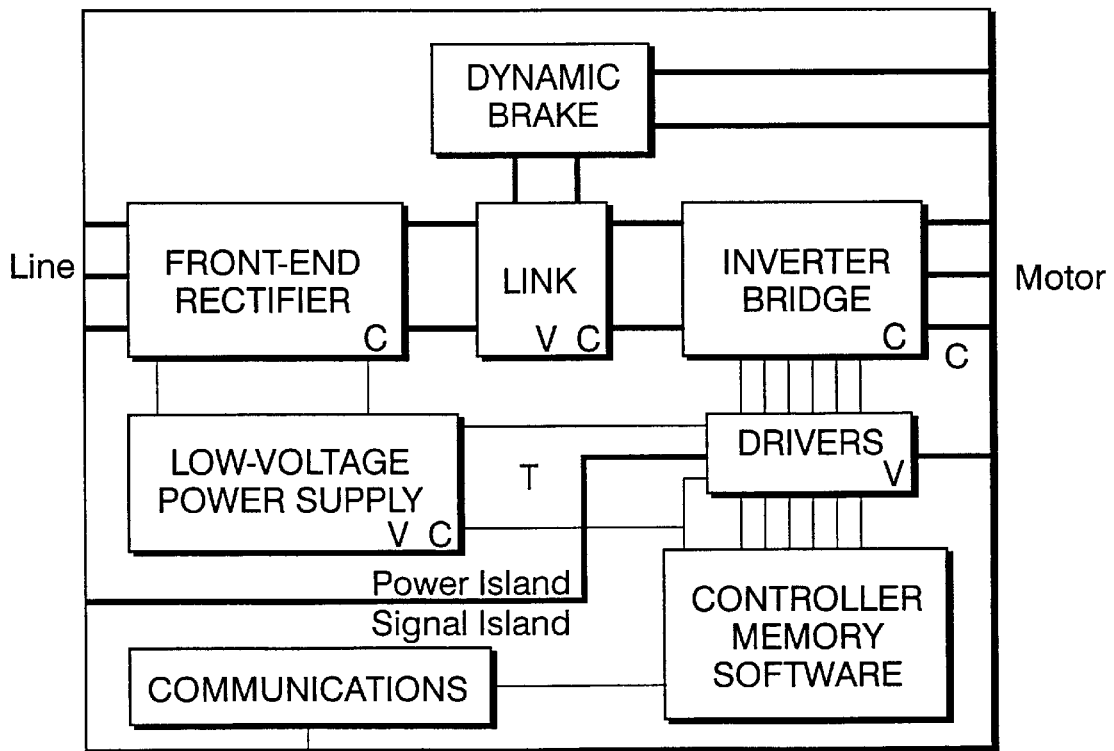 DYNAMIC
BRAKE
Line
FRONT-END
RECTIFIER
C
LINK
V C
INVERTER
BRIDGE
C
C
Motor
LOW-VOLTAGE
POWER SUPPLY
V C
T
DRIVERS
V
Power Island
Signal Island
CONTROLLER
MEMORY
SOFTWARE
COMMUNICATIONS